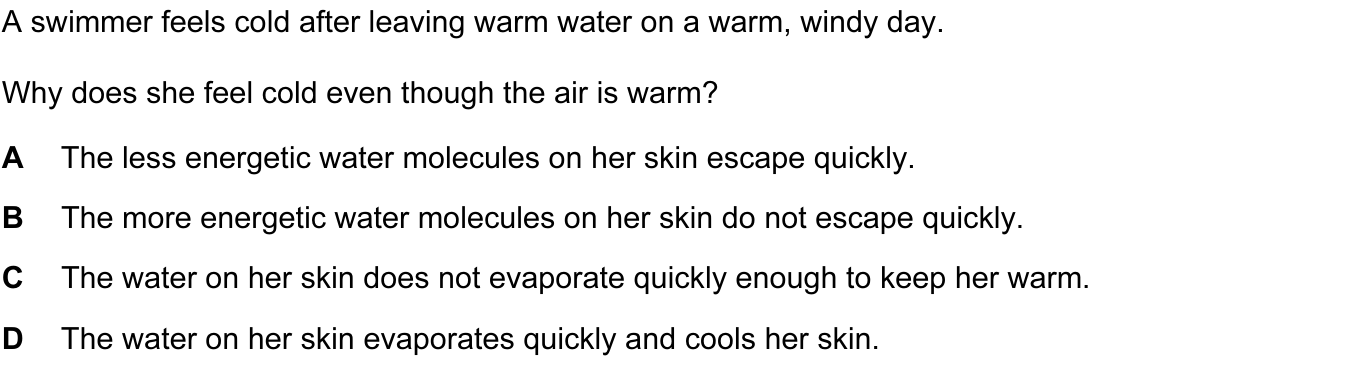 A swimmer feels cold after leaving warm water on a warm, windy day.
Why does she feel cold even though the air is warm?
A The less energetic water molecules on her skin escape quickly.
B The more energetic water molecules on her skin do not escape quickly.
C The water on her skin does not evaporate quickly enough to keep her warm.
D The water on her skin evaporates quickly and cools her skin.